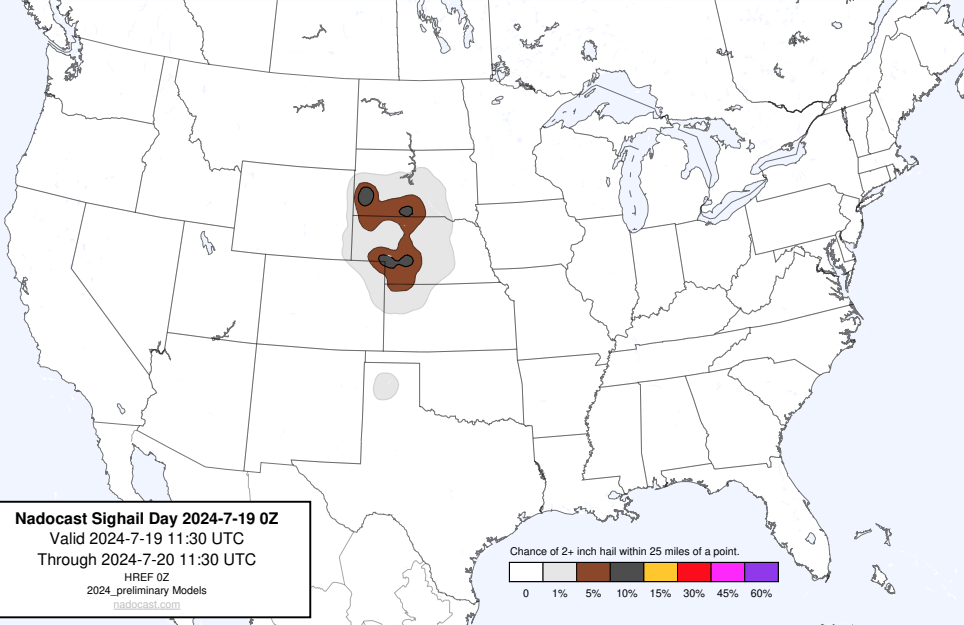 Nadocast Sighail Day 2024-7-19 0Z
Valid 2024-7-19 11:30 UTC
Through 2024-7-20 11:30 UTC
HREF 0Z
2024_preliminary Models
nadocast.com
Chance of 2+ inch hail within 25 miles of a point.
0 1% 5% 10% 15% 30% 45% 60%